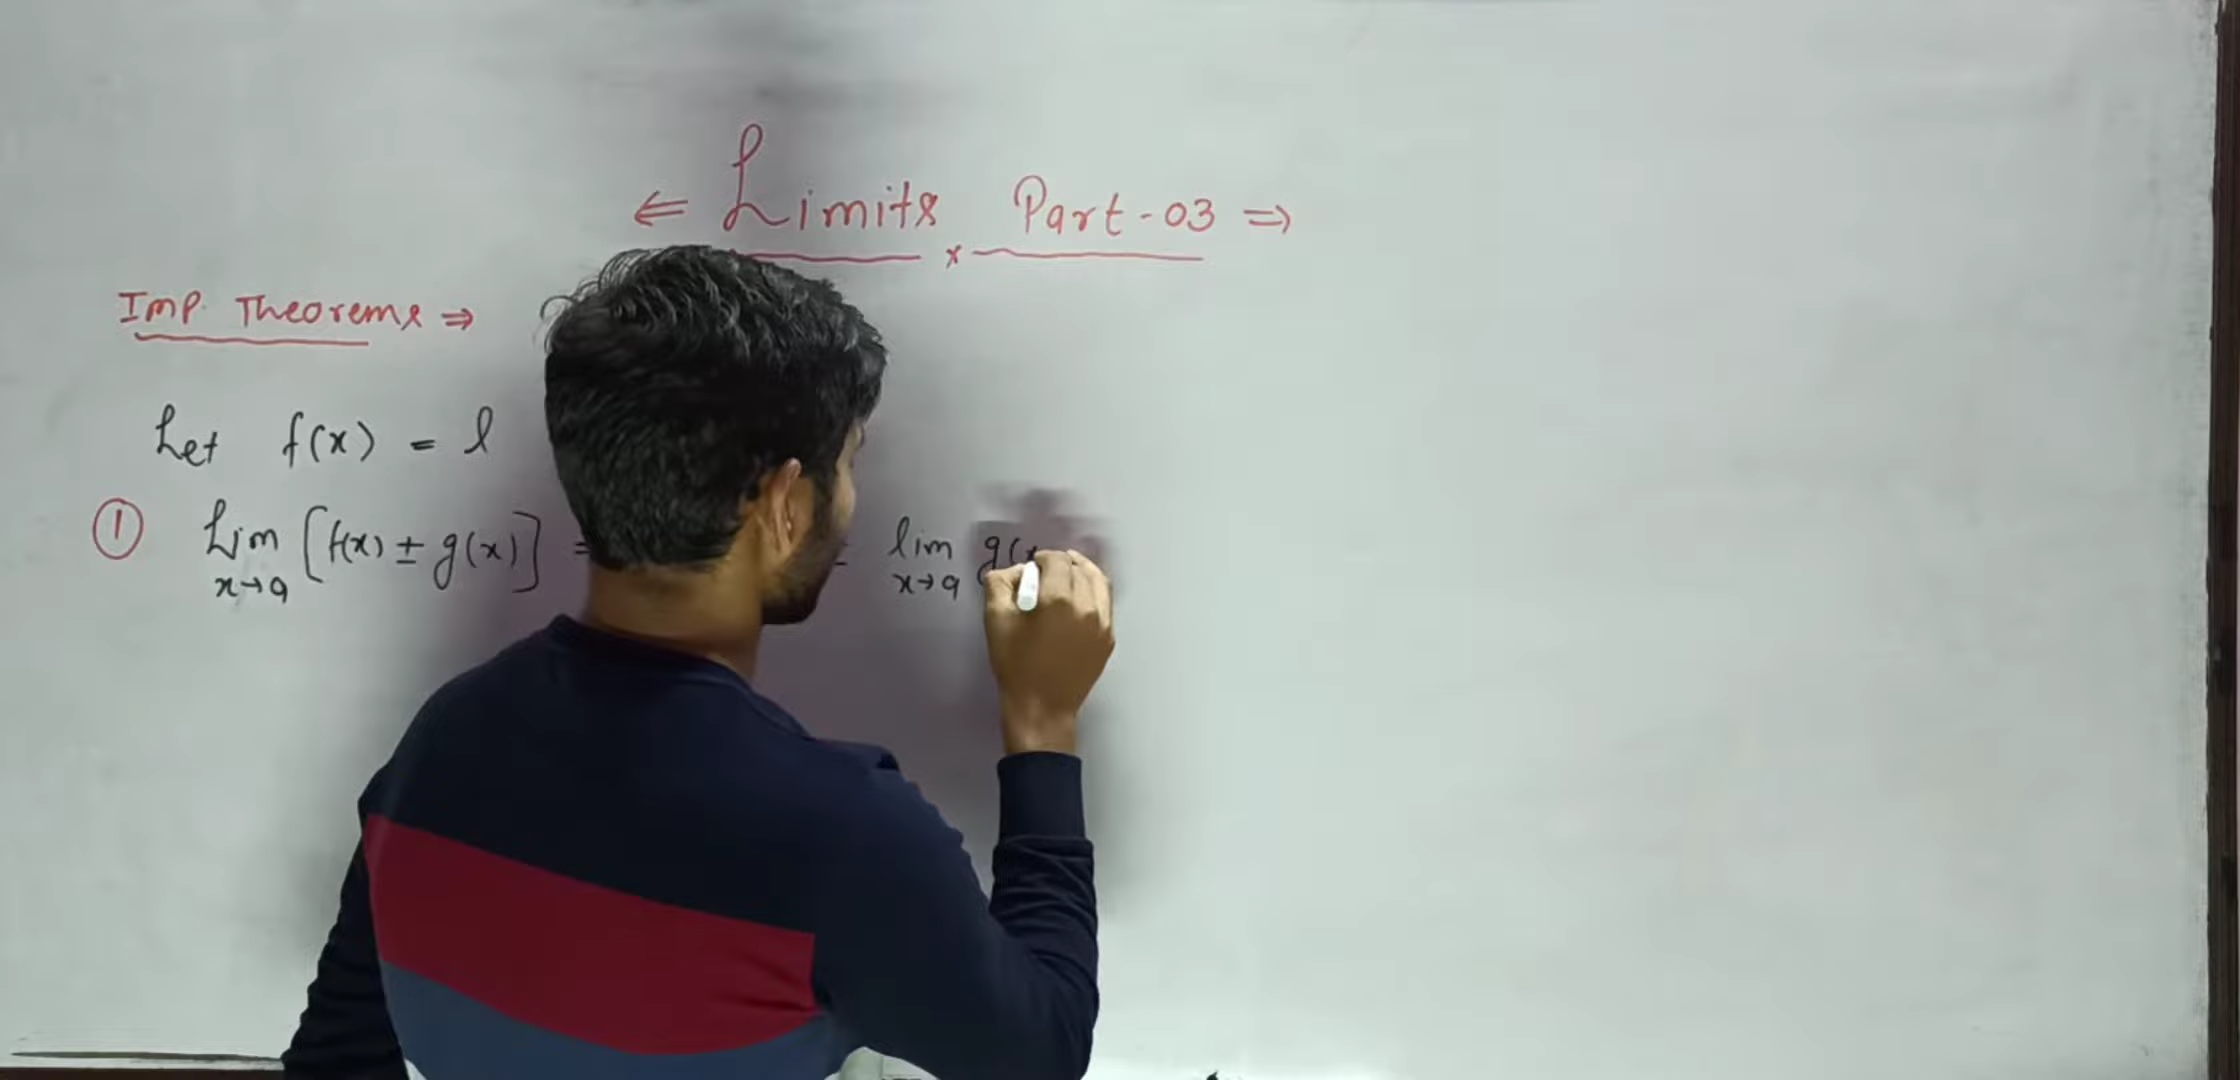 ⇐ Limits Part-03 ⇒
Imp. Theorems ⇒
Let f(x) = l
① Lim x→a [f(x) ± g(x)] = lim x→a g(x